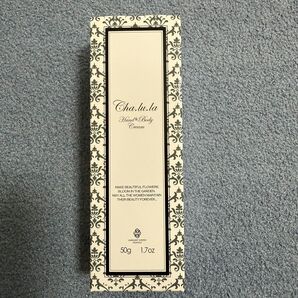 Cha.lu.la
Hand & Body
Cream
MAKE BEAUTIFUL FLOWERS
BLOOM IN THE GARDEN.
MAY ALL THE WOMEN MAINTAIN
THEIR BEAUTY FOREVER.
50g 1.7oz